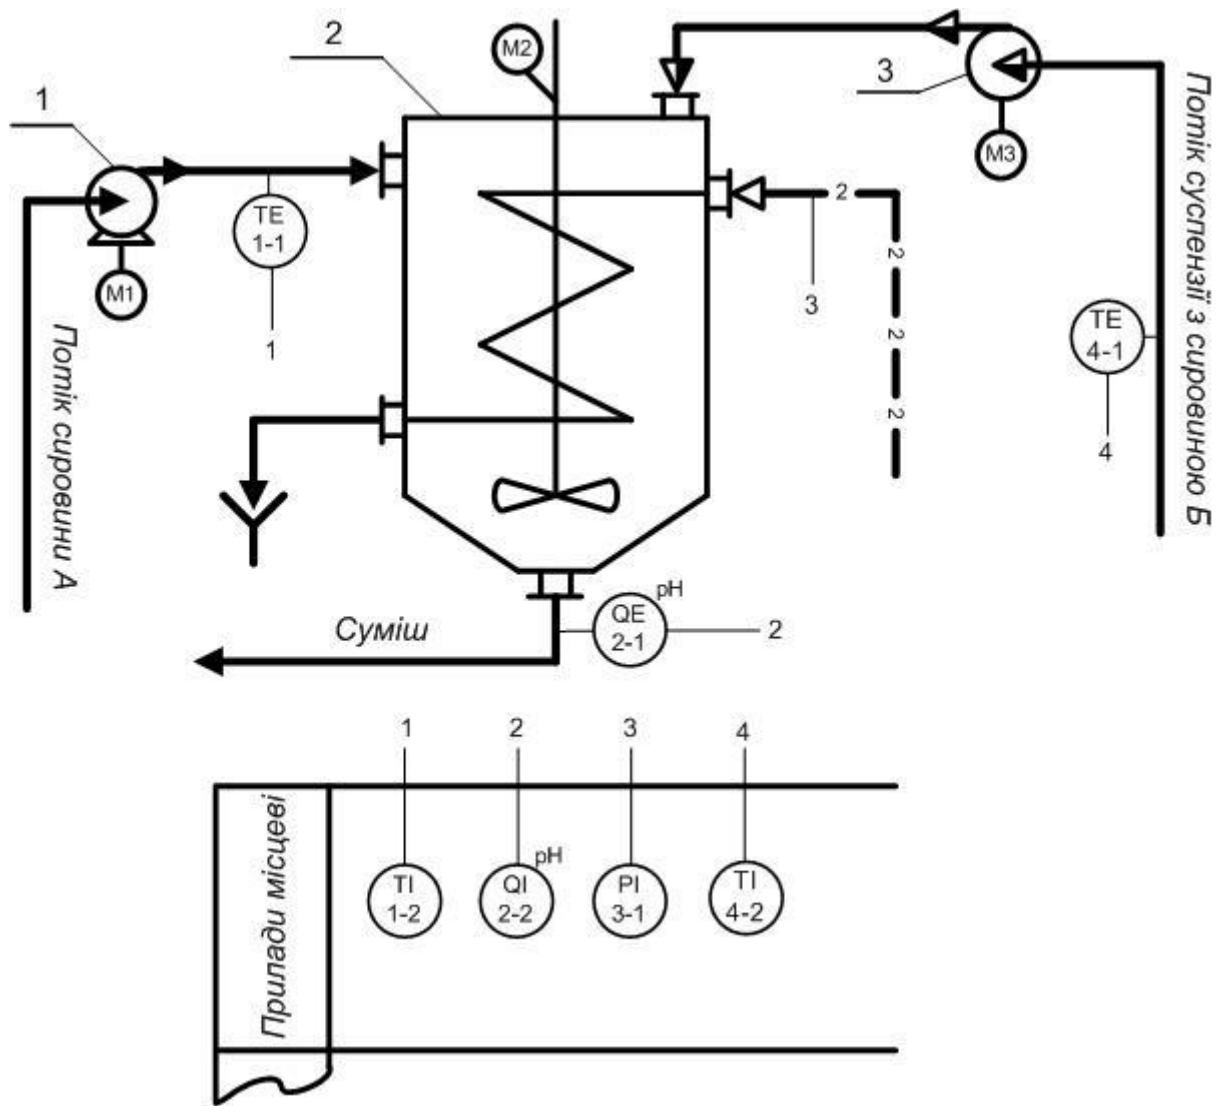 2
M2
3
1
M3
TE
1-1
M1
1
2
3
2
2
2
TE
4-1
4
Потік сировини А
Потік суспензії з сировиною Б
pH
QE
2-1
2
Суміш
1
2
3
4
Прилади місцеві
TI
1-2
pH
QI
2-2
PI
3-1
TI
4-2